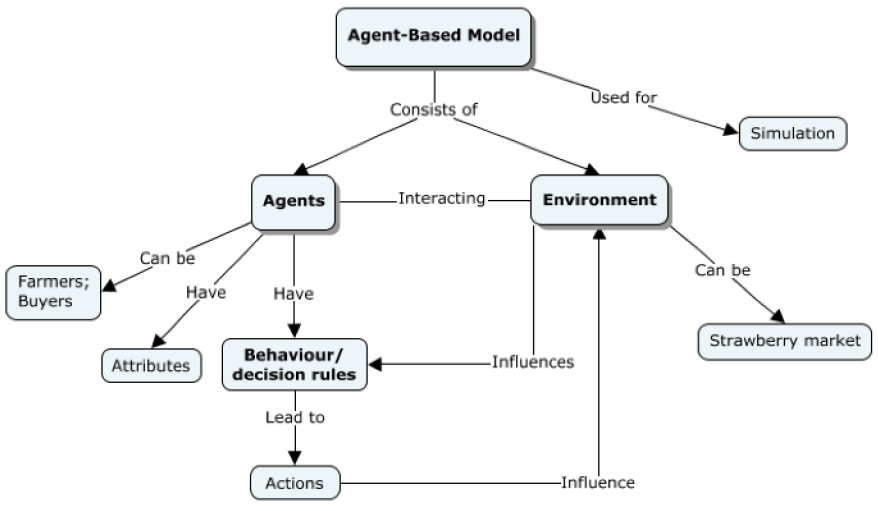 Agent-Based Model
Used for
Consists of
Simulation
Agents
Interacting
Environment
Can be
Can be
Farmers;
Buyers
Have
Have
Strawberry market
Attributes
Behaviour/
decision rules
Influences
Lead to
Actions
Influence